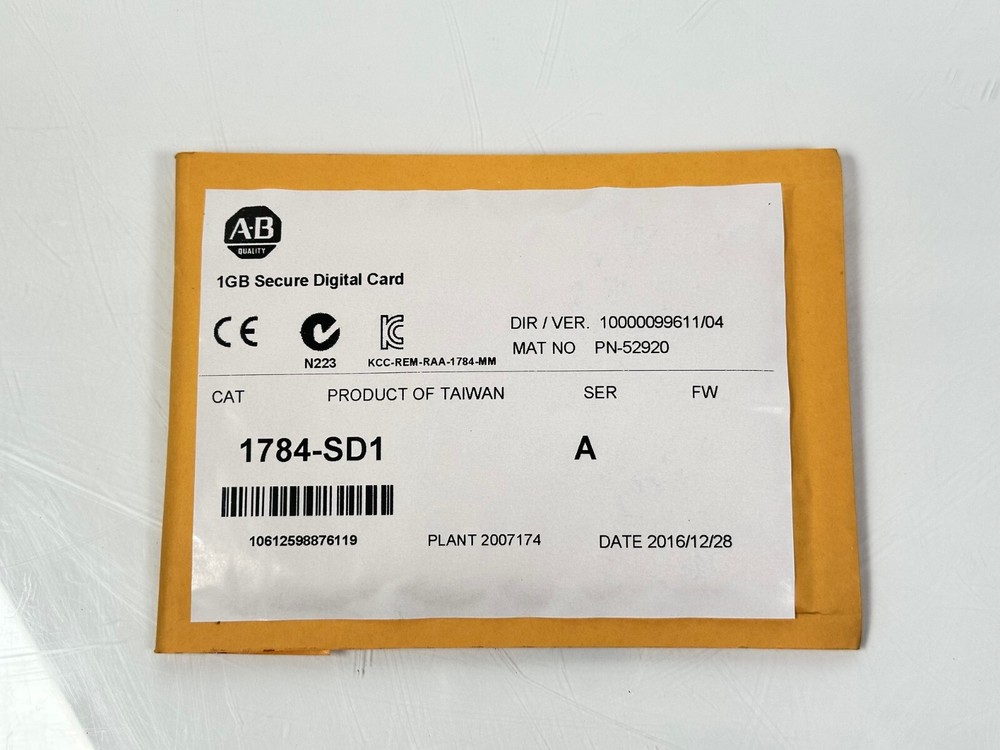 A-B
QUALITY
1GB Secure Digital Card
CE
N223
KC
KCC-REM-RAA-1784-MM
DIR / VER. 10000099611/04
MAT NO PN-52920
CAT PRODUCT OF TAIWAN SER FW
1784-SD1 A
10612598876119 PLANT 2007174 DATE 2016/12/28